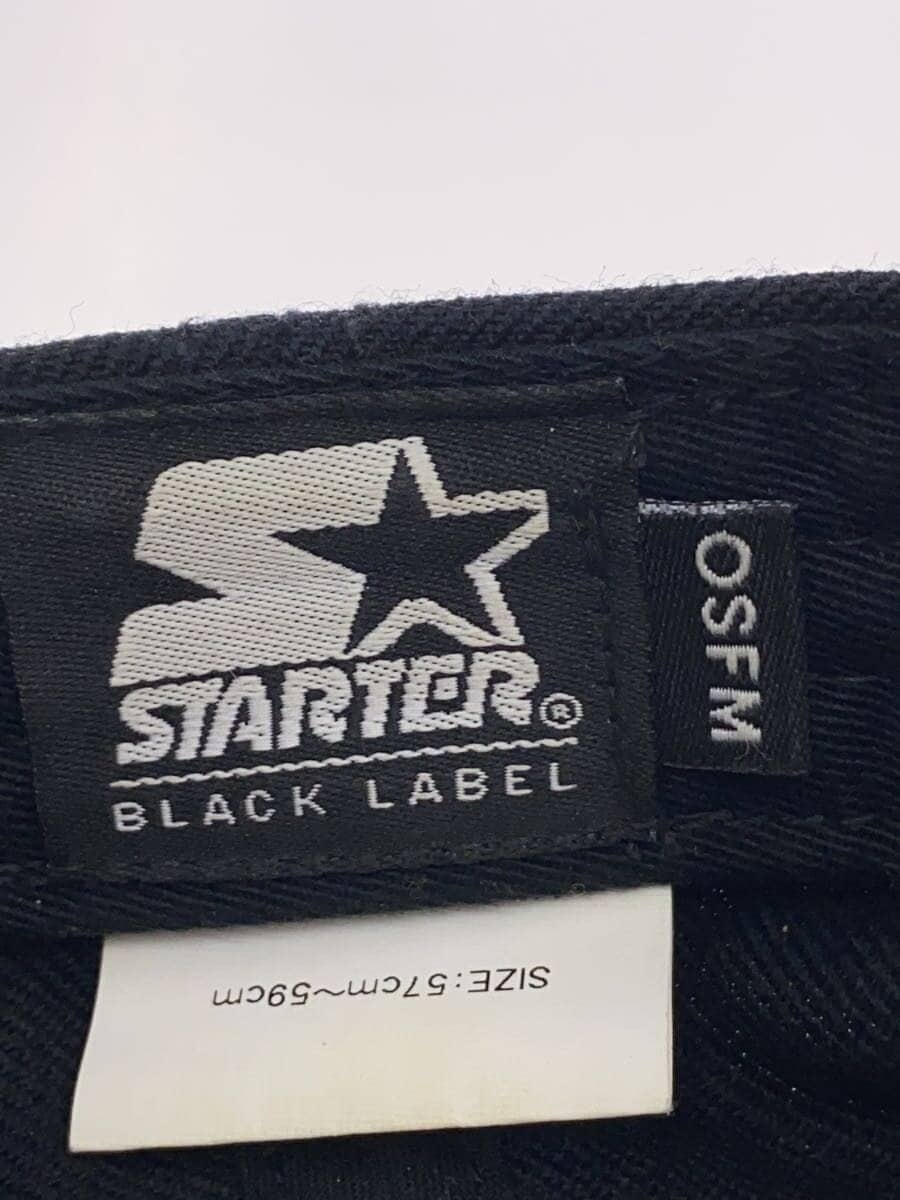 STARTER®
BLACK LABEL
OSFM
SIZE:57cm~59cm